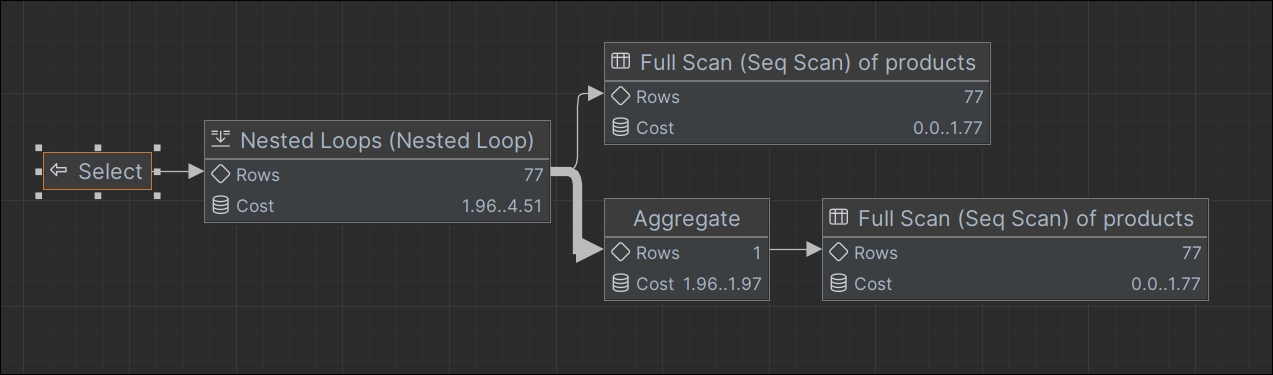 Select
Nested Loops (Nested Loop)
Rows 77
Cost 1.96..4.51
Full Scan (Seq Scan) of products
Rows 77
Cost 0.0..1.77
Aggregate
Rows 1
Cost 1.96..1.97
Full Scan (Seq Scan) of products
Rows 77
Cost 0.0..1.77